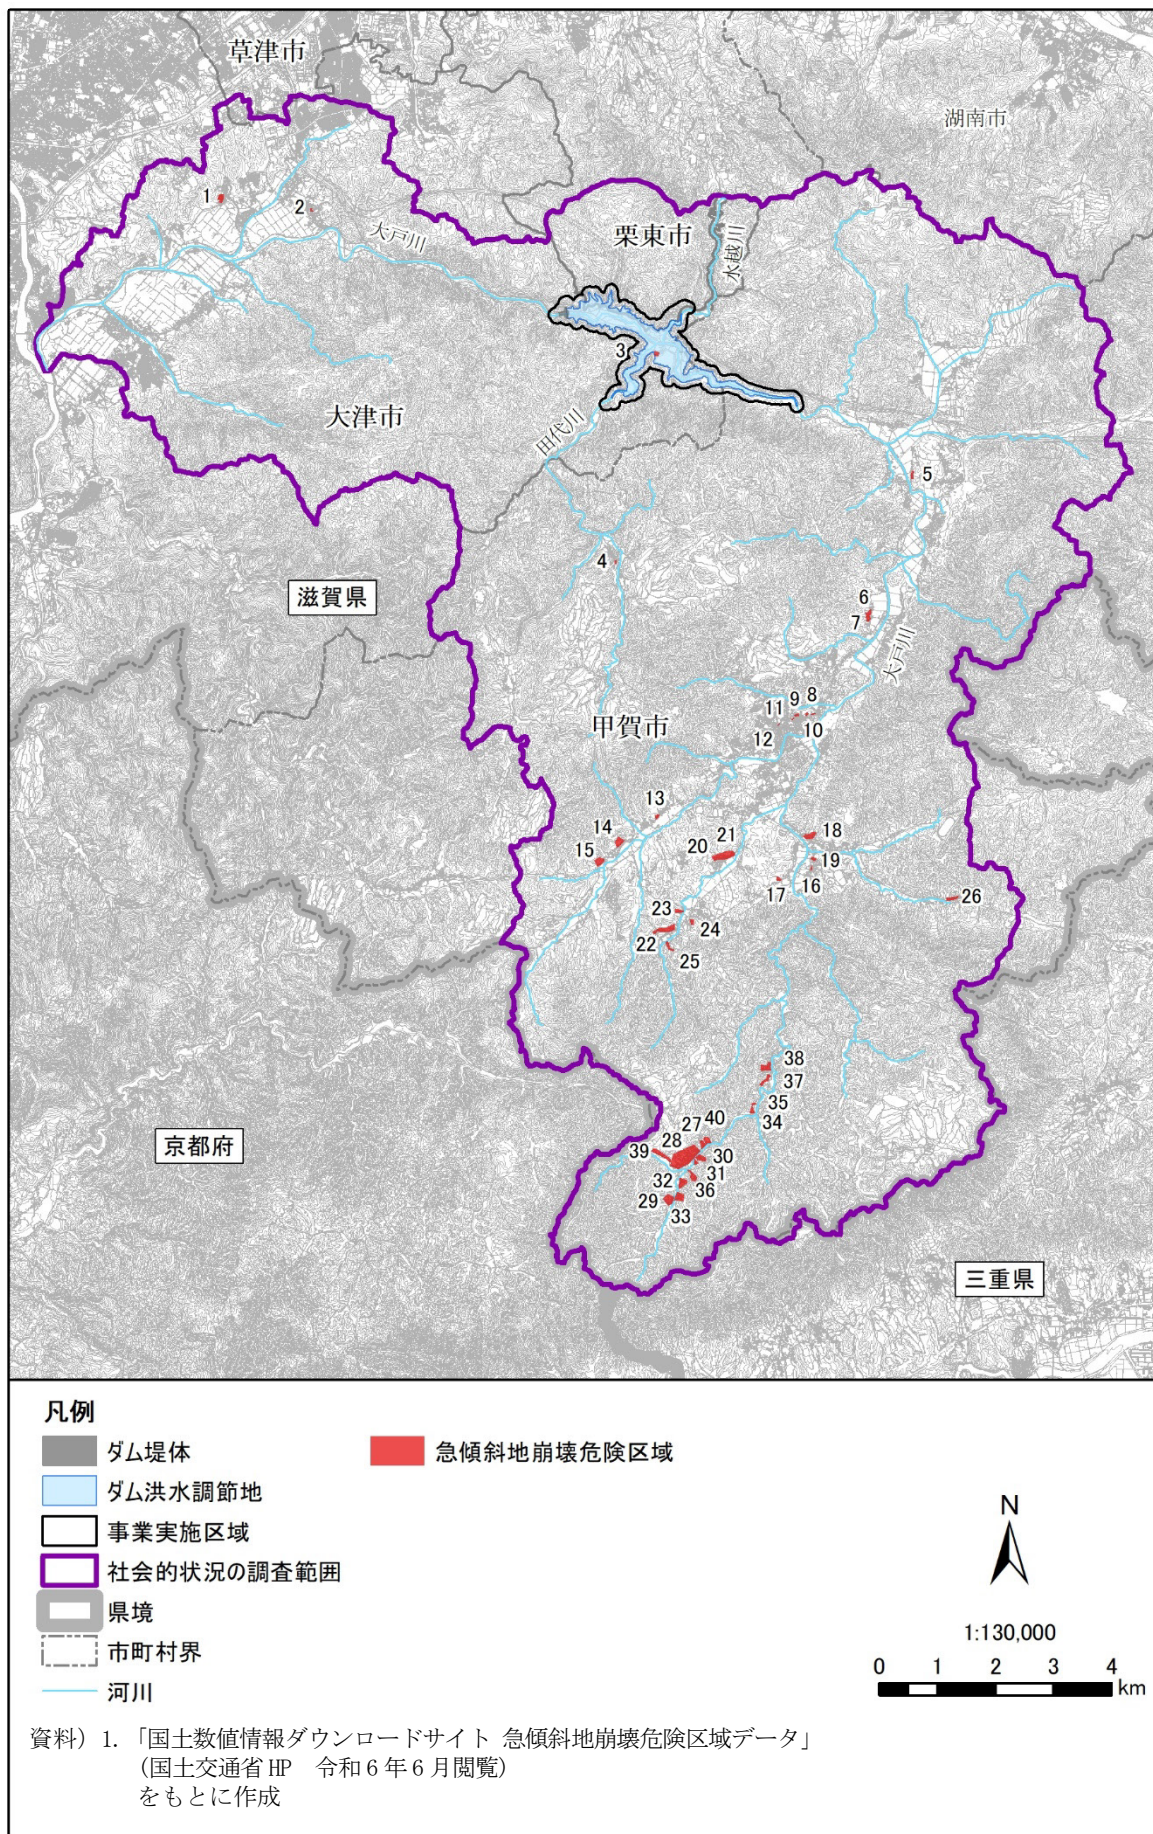 草津市
湖南市
1
2
大戸川
栗東市
水越川
3
大津市
田代川
5
4
滋賀県
6
7
大戸川
9 8
11
甲賀市
10
12
13
14
21
18
15
20
19
16
17
26
23
24
22
25
38
37
35
34
40
27
28
39
30
京都府
31
32
36
29
33
三重県
凡例
ダム堤体
急傾斜地崩壊危険区域
ダム洪水調節地
事業実施区域
社会的状況の調査範囲
県境
市町村界
河川
N
1:130,000
0 1 2 3 4
km
資料）1. 「国土数値情報ダウンロードサイト 急傾斜地崩壊危険区域データ」
（国土交通省 HP 令和 6 年 6 月閲覧）
をもとに作成